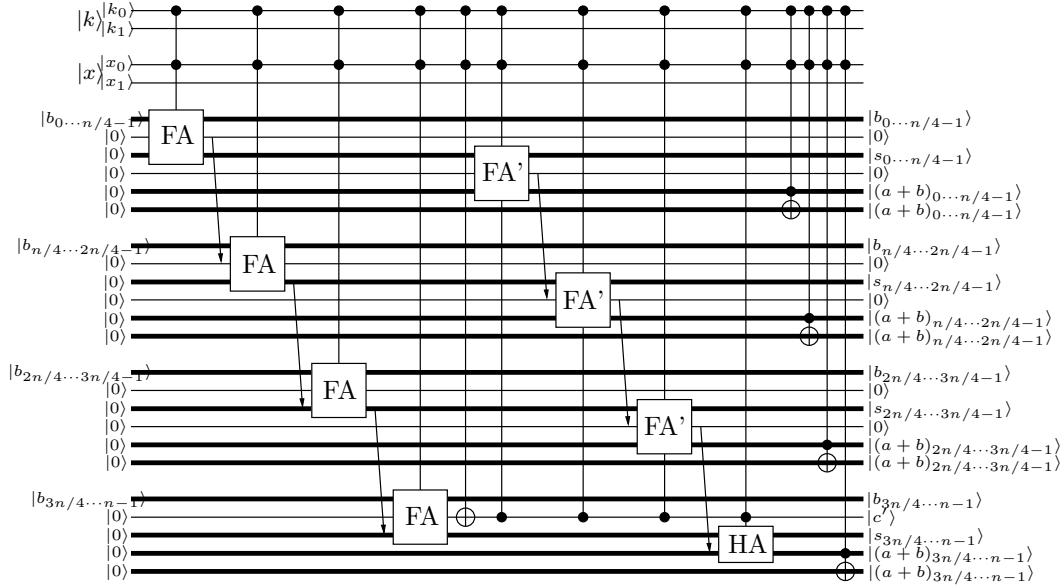 |k⟩ |k₀⟩
|k₁⟩
|x⟩ |x₀⟩
|x₁⟩
|b₀…n/4−1⟩ FA |b₀…n/4−1⟩
|0⟩ |0⟩
|0⟩ |s₀…n/4−1⟩
|0⟩ FA' |0⟩
|0⟩ |(a + b)₀…n/4−1⟩
|0⟩ |(a + b)₀…n/4−1⟩
|bn/4…2n/4−1⟩ |bn/4…2n/4−1⟩
|0⟩ FA |0⟩
|0⟩ |sn/4…2n/4−1⟩
|0⟩ FA' |0⟩
|0⟩ |(a + b)n/4…2n/4−1⟩
|0⟩ |(a + b)n/4…2n/4−1⟩
|b2n/4…3n/4−1⟩ |b2n/4…3n/4−1⟩
|0⟩ FA |0⟩
|0⟩ |s2n/4…3n/4−1⟩
|0⟩ FA' |0⟩
|0⟩ |(a + b)2n/4…3n/4−1⟩
|0⟩ |(a + b)2n/4…3n/4−1⟩
|b3n/4…n−1⟩ |b3n/4…n−1⟩
|0⟩ FA |c'⟩
|0⟩ HA |s3n/4…n−1⟩
|0⟩ |(a + b)3n/4…n−1⟩
|0⟩ |(a + b)3n/4…n−1⟩